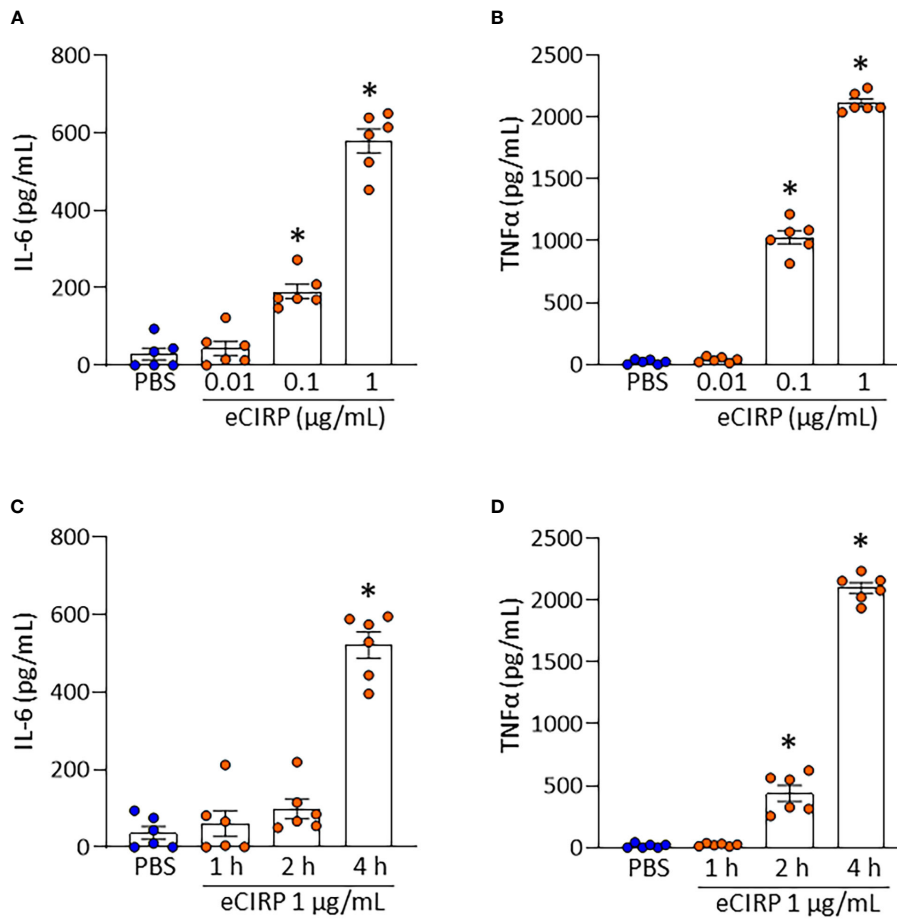 A
IL-6 (pg/mL)
800
600
400
200
0
*
*
PBS 0.01 0.1 1
eCIRP (µg/mL)
B
TNFα (pg/mL)
2500
2000
1500
1000
500
0
*
*
PBS 0.01 0.1 1
eCIRP (µg/mL)
C
IL-6 (pg/mL)
800
600
400
200
0
*
PBS 1 h 2 h 4 h
eCIRP 1 µg/mL
D
TNFα (pg/mL)
2500
2000
1500
1000
500
0
*
*
PBS 1 h 2 h 4 h
eCIRP 1 µg/mL